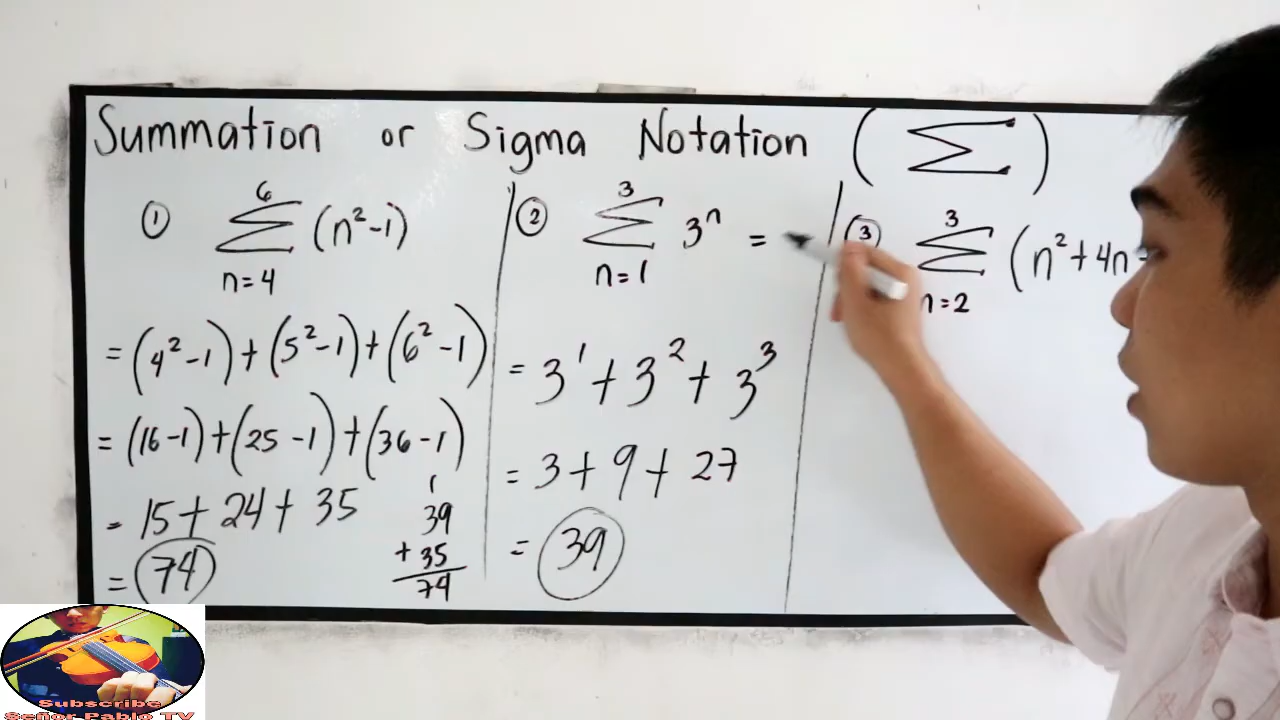 Summation or Sigma Notation (Σ)
① 6
Σ (n²-1)
n=4
= (4²-1)+(5²-1)+(6²-1)
= (16-1)+(25-1)+(36-1)
= 15+24+35
= 74
1
39
+35
74
② 3
Σ 3ⁿ =
n=1
= 3¹+3²+3³
= 3+9+27
= 39
③ 3
Σ (n²+4n
n=2
Subscribe
Señor Pablo TV